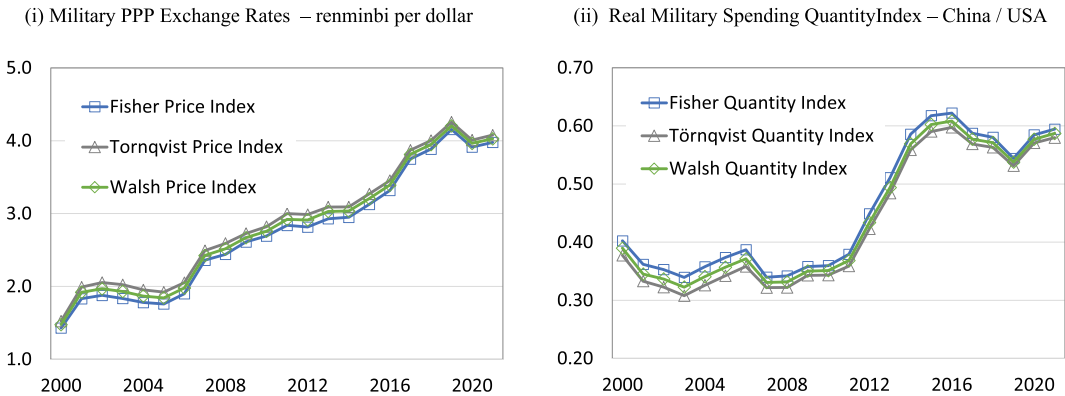 (i) Military PPP Exchange Rates – renminbi per dollar
5.0
4.0
3.0
2.0
1.0
Fisher Price Index
Tornqvist Price Index
Walsh Price Index
2000 2004 2008 2012 2016 2020
(ii) Real Military Spending QuantityIndex – China / USA
0.70
0.60
0.50
0.40
0.30
0.20
Fisher Quantity Index
Törnqvist Quantity Index
Walsh Quantity Index
2000 2004 2008 2012 2016 2020